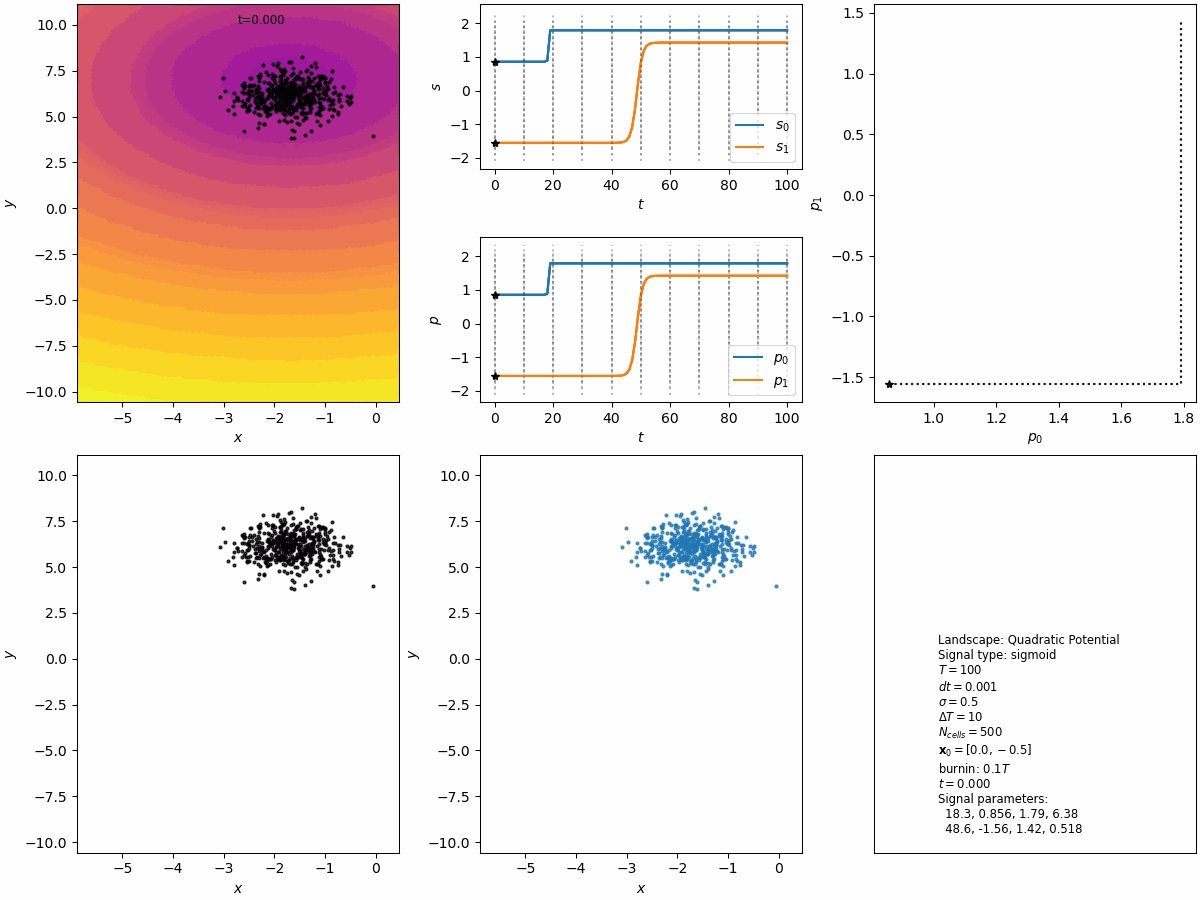 t=0.000
10.0
7.5
5.0
2.5
0.0
−2.5
−5.0
−7.5
−10.0
y
−5 −4 −3 −2 −1 0
x
2
1
0
−1
−2
s
s₀
s₁
0 20 40 60 80 100
t
2
1
0
−1
−2
p
p₀
p₁
0 20 40 60 80 100
t
1.5
1.0
0.5
0.0
−0.5
−1.0
−1.5
p₁
1.0 1.2 1.4 1.6 1.8
p₀
10.0
7.5
5.0
2.5
0.0
−2.5
−5.0
−7.5
−10.0
y
−5 −4 −3 −2 −1 0
x
10.0
7.5
5.0
2.5
0.0
−2.5
−5.0
−7.5
−10.0
y
−5 −4 −3 −2 −1 0
x
Landscape: Quadratic Potential
Signal type: sigmoid
T = 100
dt = 0.001
σ = 0.5
ΔT = 10
N_cells = 500
x₀ = [0.0, −0.5]
burnin: 0.1T
t = 0.000
Signal parameters:
18.3, 0.856, 1.79, 6.38
48.6, -1.56, 1.42, 0.518